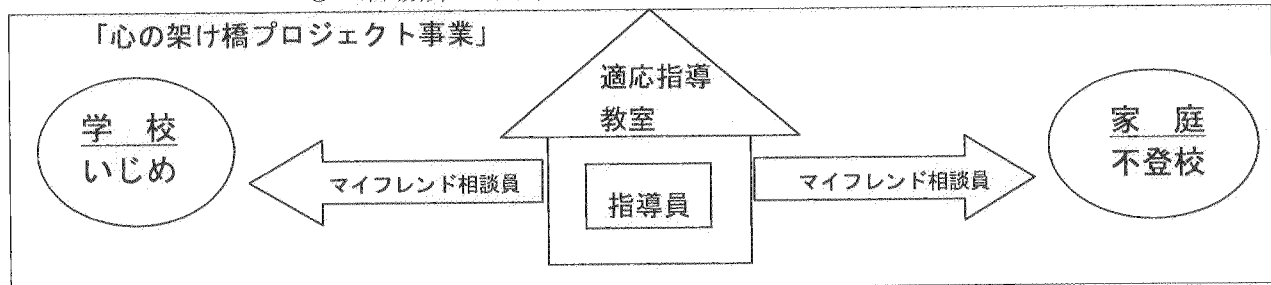 「心の架け橋プロジェクト事業」
適応指導
教室
学　校
いじめ
マイフレンド相談員
指導員
マイフレンド相談員
家　庭
不登校